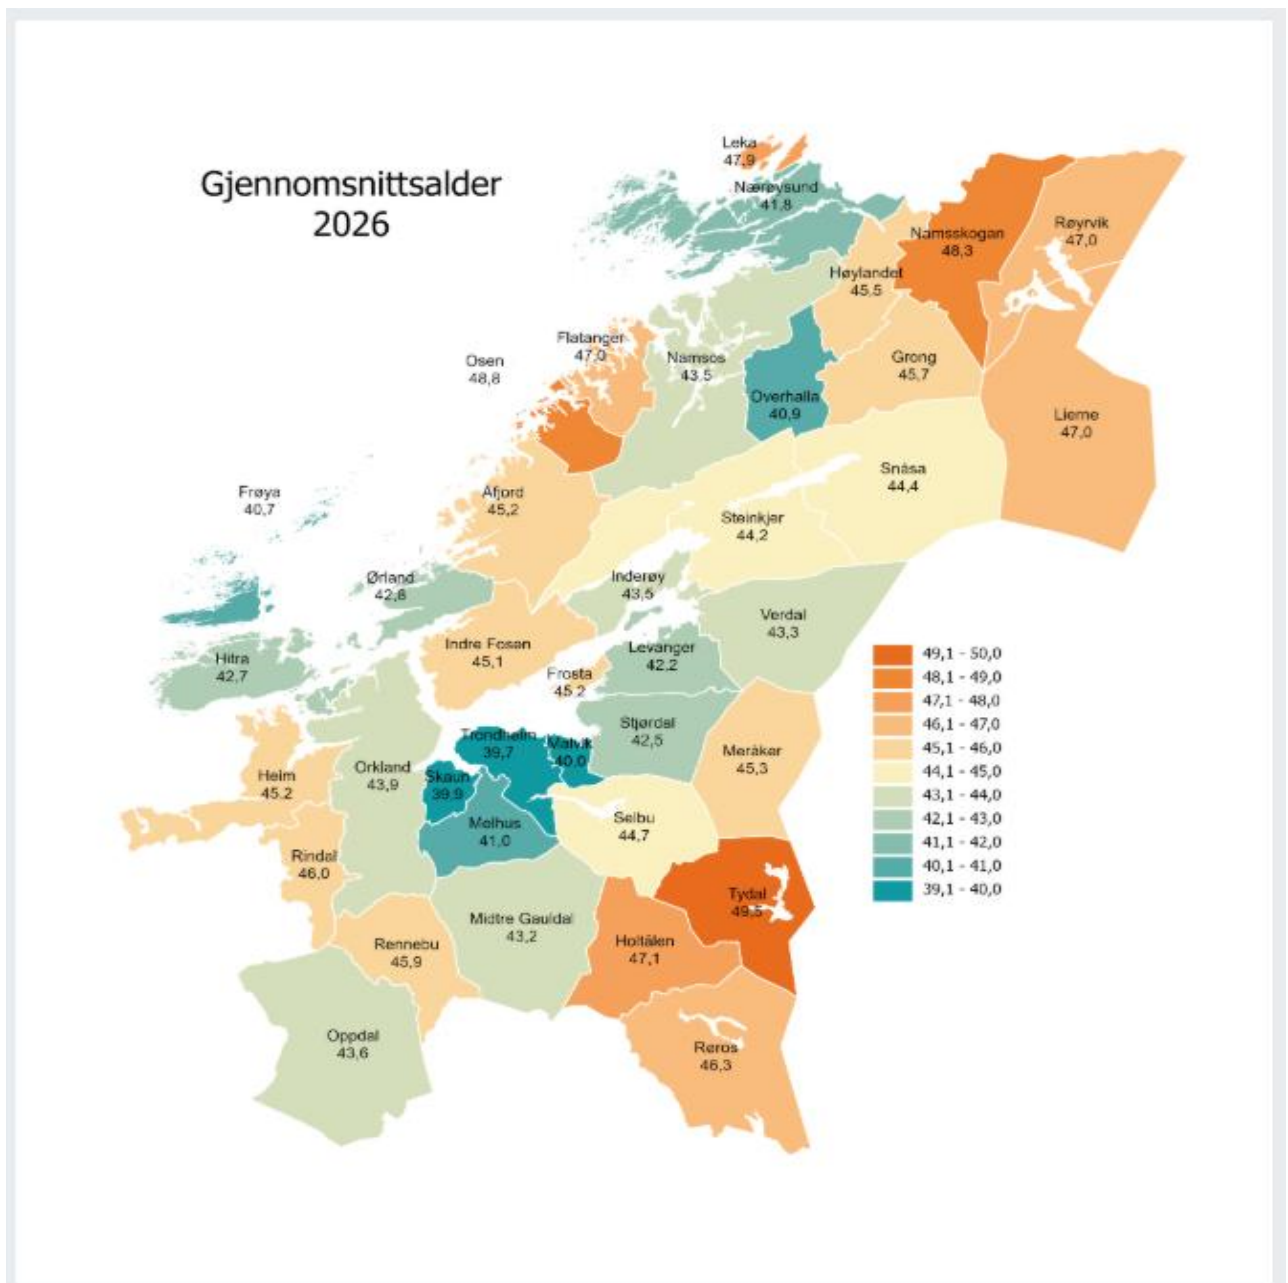 Gjennomsnittsalder
2026
Leka
47,9
Nærøysund
41,8
Namsskogan
48,3
Røyrvik
47,0
Høylandet
45,5
Flatanger
47,0
Osen
48,8
Namsos
43,5
Grong
45,7
Overhalla
40,9
Lierne
47,0
Snåsa
44,4
Frøya
40,7
Åfjord
45,2
Steinkjer
44,2
Ørland
42,8
Inderøy
43,5
Verdal
43,3
Hitra
42,7
Indre Fosen
45,1
Levanger
42,2
Frosta
45,2
Stjørdal
42,5
Trondheim
39,7
Malvik
40,0
Meråker
45,3
Orkland
43,9
Heim
45,2
Skaun
39,9
Melhus
41,0
Selbu
44,7
Rindal
46,0
Tydal
49,5
Midtre Gauldal
43,2
Rennebu
45,9
Holtålen
47,1
Oppdal
43,6
Røros
46,3
49,1 - 50,0
48,1 - 49,0
47,1 - 48,0
46,1 - 47,0
45,1 - 46,0
44,1 - 45,0
43,1 - 44,0
42,1 - 43,0
41,1 - 42,0
40,1 - 41,0
39,1 - 40,0